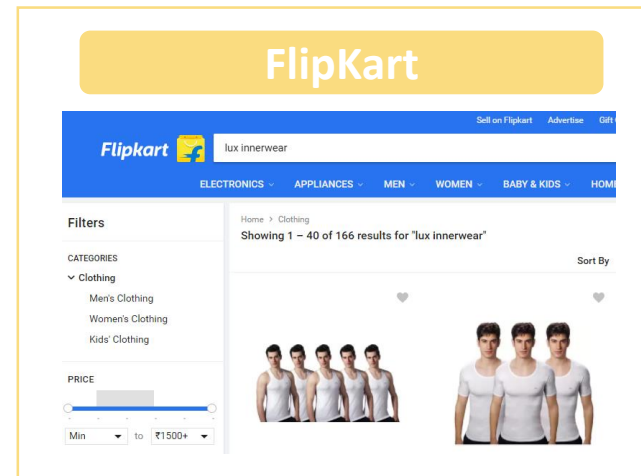 FlipKart
Sell on Flipkart Advertise Gift
Flipkart lux innerwear
ELECTRONICS APPLIANCES MEN WOMEN BABY & KIDS HOME
Filters
Home > Clothing
Showing 1 – 40 of 166 results for "lux innerwear"
CATEGORIES
Sort By
Clothing
Men's Clothing
Women's Clothing
Kids' Clothing
PRICE
Min to ₹1500+